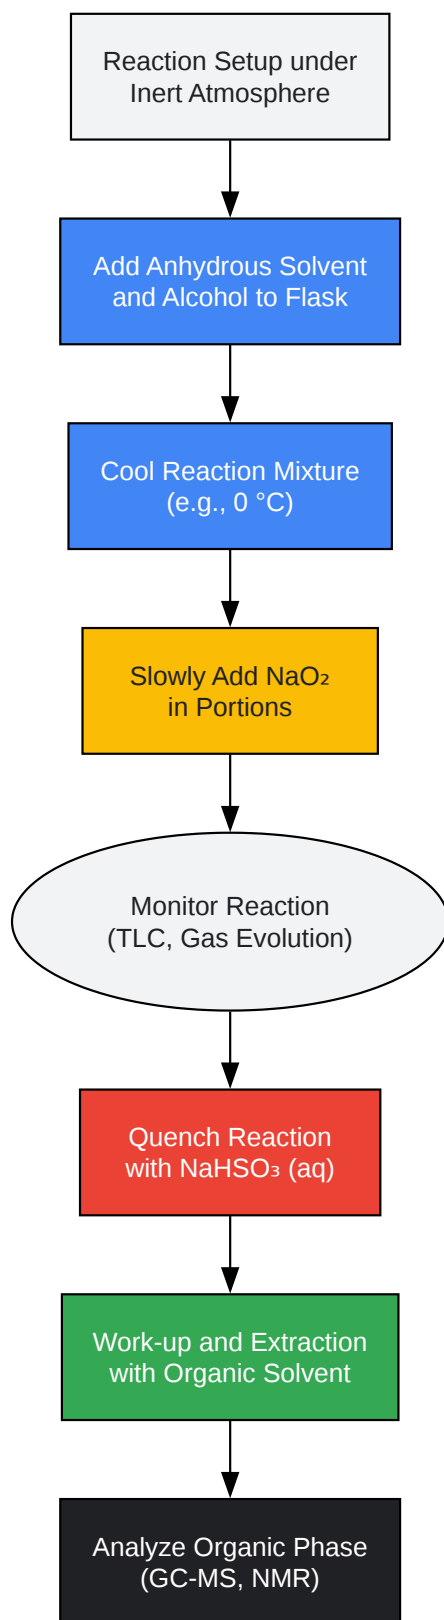 Reaction Setup under
Inert Atmosphere
Add Anhydrous Solvent
and Alcohol to Flask
Cool Reaction Mixture
(e.g., 0 °C)
Slowly Add NaO₂
in Portions
Monitor Reaction
(TLC, Gas Evolution)
Quench Reaction
with NaHSO₃ (aq)
Work-up and Extraction
with Organic Solvent
Analyze Organic Phase
(GC-MS, NMR)